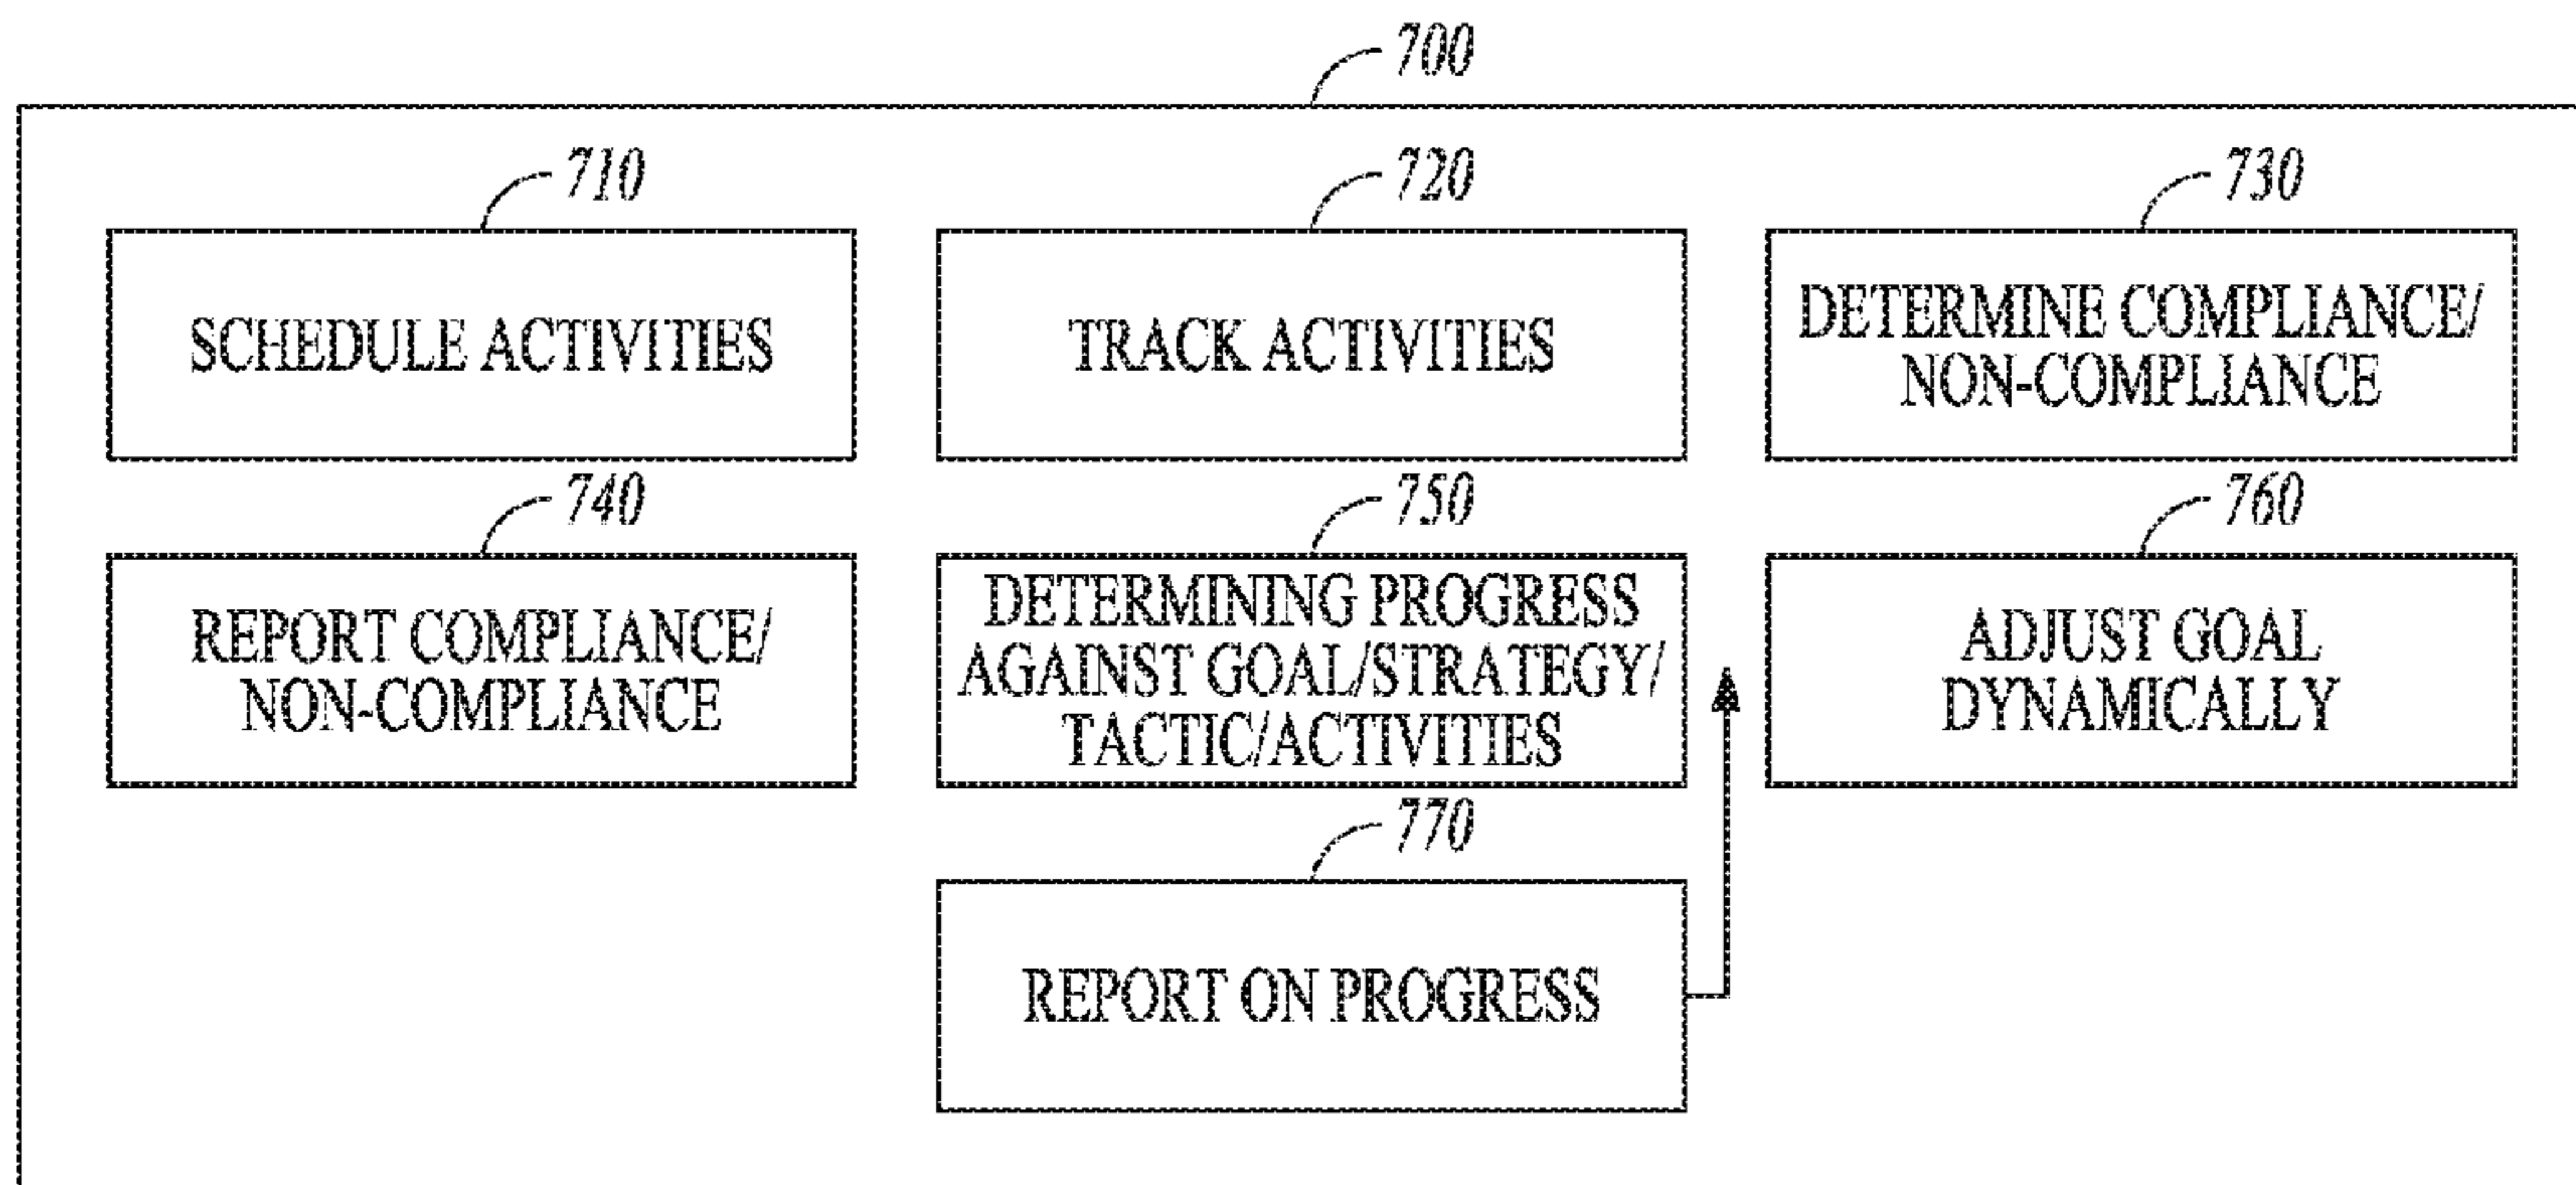 700
710
SCHEDULE ACTIVITIES
720
TRACK ACTIVITIES
730
DETERMINE COMPLIANCE/
NON-COMPLIANCE
740
REPORT COMPLIANCE/
NON-COMPLIANCE
750
DETERMINING PROGRESS
AGAINST GOAL/STRATEGY/
TACTIC/ACTIVITIES
760
ADJUST GOAL
DYNAMICALLY
770
REPORT ON PROGRESS